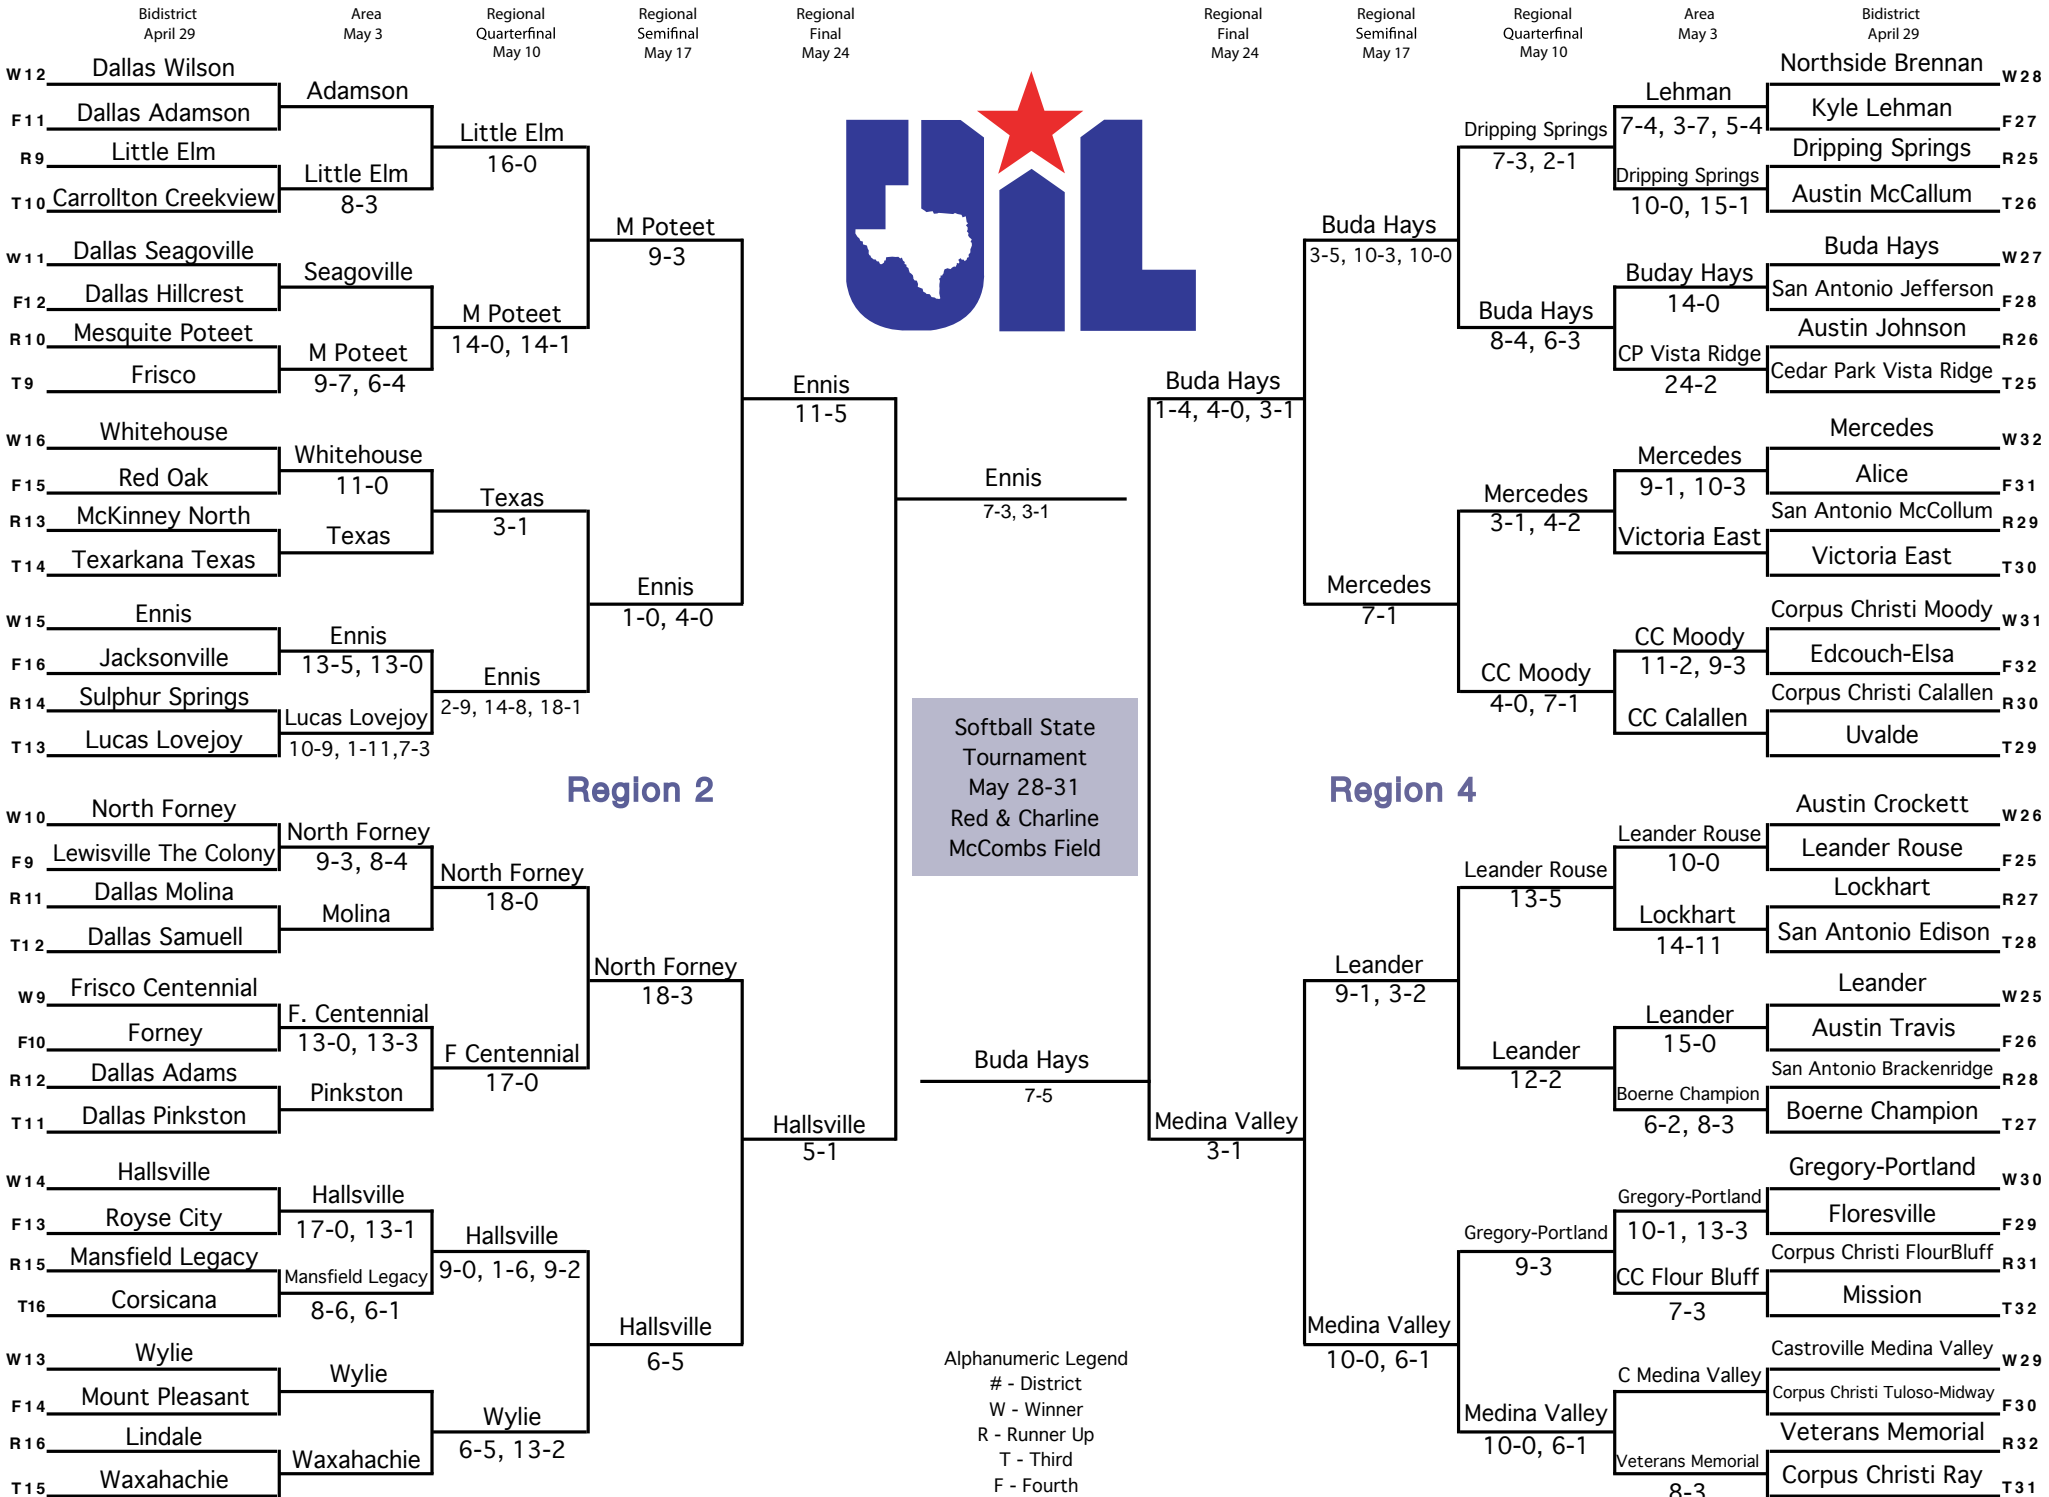 Bidistrict
April 29
Area
May 3
Regional
Quarterfinal
May 10
Regional
Semifinal
May 17
Regional
Final
May 24
Regional
Final
May 24
Regional
Semifinal
May 17
Regional
Quarterfinal
May 10
Area
May 3
Bidistrict
April 29
W12 Dallas Wilson
F11 Dallas Adamson
R9 Little Elm
T10 Carrollton Creekview
W11 Dallas Seagoville
F12 Dallas Hillcrest
R10 Mesquite Poteet
T9 Frisco
W16 Whitehouse
F15 Red Oak
R13 McKinney North
T14 Texarkana Texas
W15 Ennis
F16 Jacksonville
R14 Sulphur Springs
T13 Lucas Lovejoy
W10 North Forney
F9 Lewisville The Colony
R11 Dallas Molina
T12 Dallas Samuell
W9 Frisco Centennial
F10 Forney
R12 Dallas Adams
T11 Dallas Pinkston
W14 Hallsville
F13 Royse City
R15 Mansfield Legacy
T16 Corsicana
W13 Wylie
F14 Mount Pleasant
R16 Lindale
T15 Waxahachie
Adamson
Little Elm
8-3
Seagoville
M Poteet
9-7, 6-4
Whitehouse
11-0
Texas
Ennis
13-5, 13-0
Lucas Lovejoy
10-9, 1-11,7-3
North Forney
9-3, 8-4
Molina
F. Centennial
13-0, 13-3
Pinkston
Hallsville
17-0, 13-1
Mansfield Legacy
8-6, 6-1
Wylie
Waxahachie
Little Elm
16-0
M Poteet
14-0, 14-1
Texas
3-1
Ennis
2-9, 14-8, 18-1
North Forney
18-0
F Centennial
17-0
Hallsville
9-0, 1-6, 9-2
Wylie
6-5, 13-2
M Poteet
9-3
Ennis
1-0, 4-0
Region 2
North Forney
18-3
Hallsville
6-5
Ennis
11-5
Hallsville
5-1
UIL
Ennis
7-3, 3-1
Softball State
Tournament
May 28-31
Red & Charline
McCombs Field
Buda Hays
7-5
Alphanumeric Legend
# - District
W - Winner
R - Runner Up
T - Third
F - Fourth
Buda Hays
1-4, 4-0, 3-1
Medina Valley
3-1
Buda Hays
3-5, 10-3, 10-0
Mercedes
7-1
Region 4
Leander
9-1, 3-2
Medina Valley
10-0, 6-1
Dripping Springs
7-3, 2-1
Buda Hays
8-4, 6-3
Mercedes
3-1, 4-2
CC Moody
4-0, 7-1
Leander Rouse
13-5
Leander
12-2
Gregory-Portland
9-3
Medina Valley
10-0, 6-1
Lehman
7-4, 3-7, 5-4
Dripping Springs
10-0, 15-1
Buday Hays
14-0
CP Vista Ridge
24-2
Mercedes
9-1, 10-3
Victoria East
CC Moody
11-2, 9-3
CC Calallen
Leander Rouse
10-0
Lockhart
14-11
Leander
15-0
Boerne Champion
6-2, 8-3
Gregory-Portland
10-1, 13-3
CC Flour Bluff
7-3
C Medina Valley
Veterans Memorial
8-3
Northside Brennan W28
Kyle Lehman F27
Dripping Springs R25
Austin McCallum T26
Buda Hays W27
San Antonio Jefferson F28
Austin Johnson R26
Cedar Park Vista Ridge T25
Mercedes W32
Alice F31
San Antonio McCollum R29
Victoria East T30
Corpus Christi Moody W31
Edcouch-Elsa F32
Corpus Christi Calallen R30
Uvalde T29
Austin Crockett W26
Leander Rouse F25
Lockhart R27
San Antonio Edison T28
Leander W25
Austin Travis F26
San Antonio Brackenridge R28
Boerne Champion T27
Gregory-Portland W30
Floresville F29
Corpus Christi FlourBluff R31
Mission T32
Castroville Medina Valley W29
Corpus Christi Tuloso-Midway F30
Veterans Memorial R32
Corpus Christi Ray T31